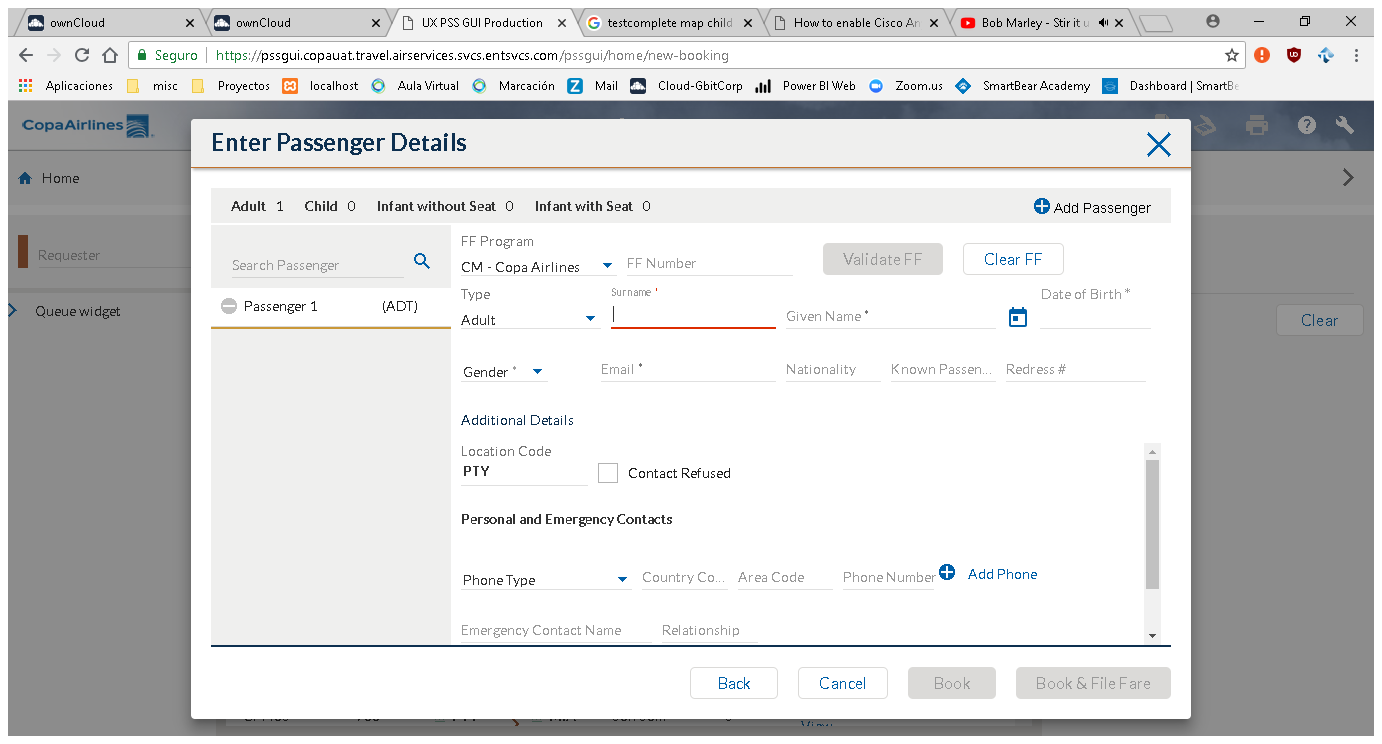 ownCloud ownCloud UX PSS GUI Production testcomplete map child How to enable Cisco An Bob Marley - Stir it u
Seguro https://pssgui.copauat.travel.airservices.svcs.entsvcs.com/pssgui/home/new-booking
Aplicaciones misc Proyectos localhost Aula Virtual Marcación Mail Cloud-GbitCorp Power BI Web Zoom.us SmartBear Academy Dashboard | SmartBe
CopaAirlines
Enter Passenger Details
Home
Adult 1 Child 0 Infant without Seat 0 Infant with Seat 0 Add Passenger
Requester
Search Passenger
FF Program
CM - Copa Airlines FF Number Validate FF Clear FF
Queue widget
Passenger 1 (ADT)
Type Surname * Date of Birth *
Adult Given Name *
Clear
Gender * Email * Nationality Known Passen... Redress #
Additional Details
Location Code
PTY Contact Refused
Personal and Emergency Contacts
Phone Type Country Co... Area Code Phone Number Add Phone
Emergency Contact Name Relationship
Back Cancel Book Book & File Fare
View